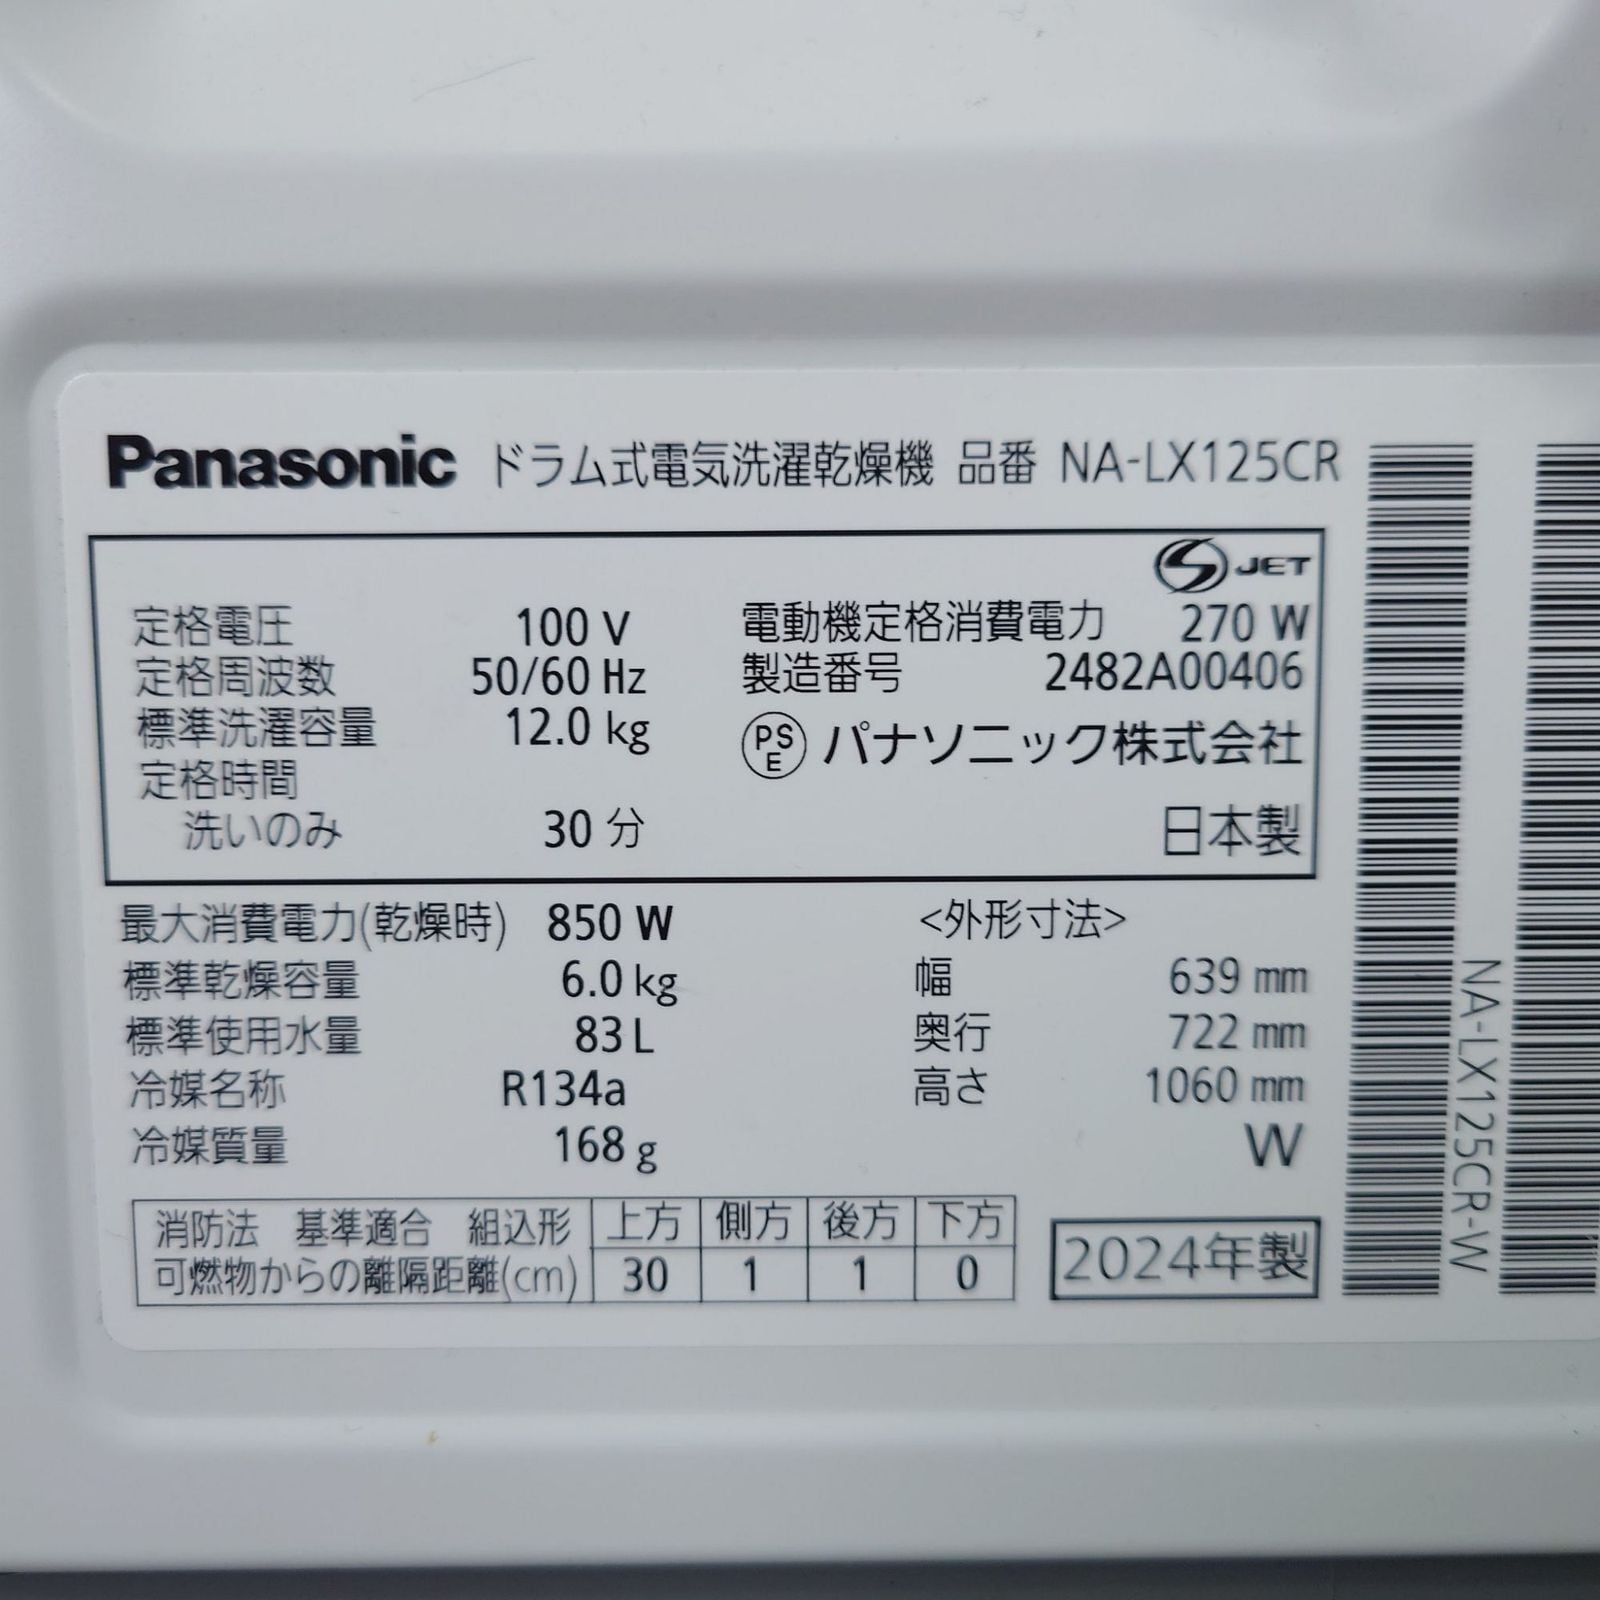 Panasonic ドラム式電気洗濯乾燥機 品番 NA-LX125CR
S JET
定格電圧 100 V 電動機定格消費電力 270 W
定格周波数 50/60 Hz 製造番号 2482A00406
標準洗濯容量 12.0 kg PSE パナソニック株式会社
定格時間
洗いのみ 30 分 日本製
最大消費電力(乾燥時) 850 W <外形寸法>
標準乾燥容量 6.0 kg 幅 639 mm
標準使用水量 83 L 奥行 722 mm
冷媒名称 R134a 高さ 1060 mm
冷媒質量 168 g W
消防法 基準適合 組込形 上方 側方 後方 下方
可燃物からの離隔距離(cm) 30 1 1 0
2024年製
NA-LX125CR-W